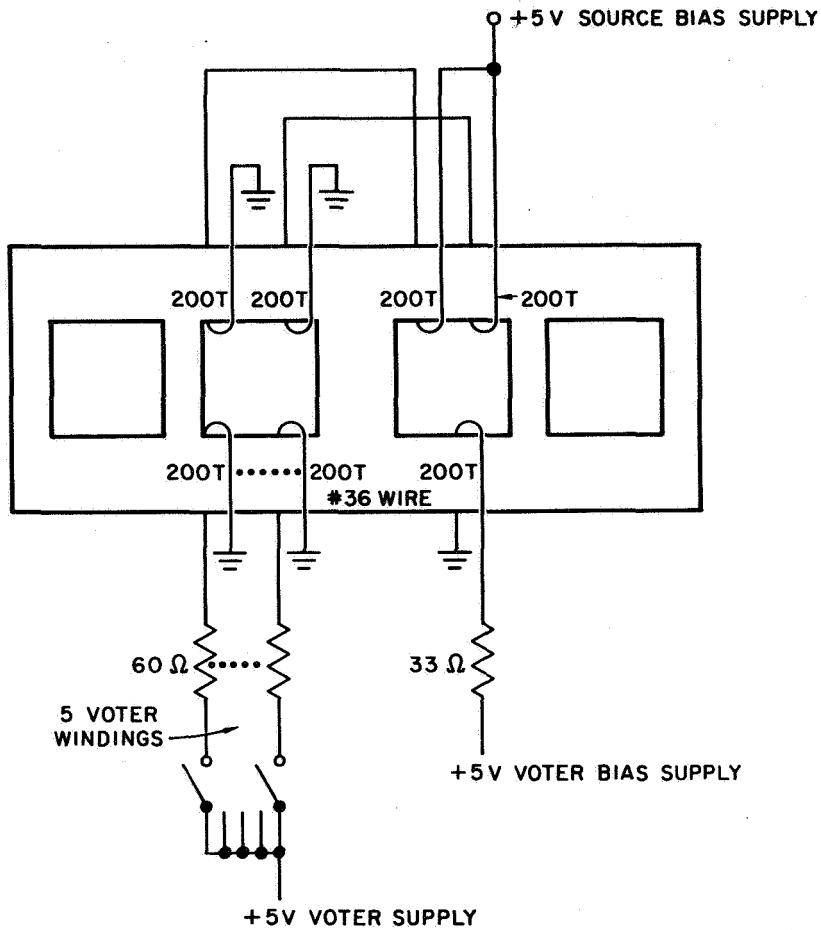 +5V SOURCE BIAS SUPPLY
200T 200T 200T 200T
200T 200T 200T
#36 WIRE
60 Ω 33 Ω
5 VOTER
WINDINGS
+5V VOTER BIAS SUPPLY
+5V VOTER SUPPLY